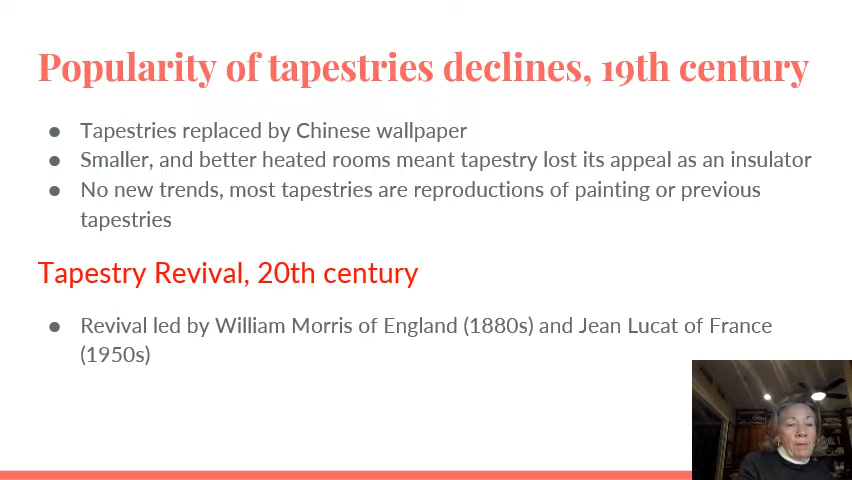 Popularity of tapestries declines, 19th century
● Tapestries replaced by Chinese wallpaper
● Smaller, and better heated rooms meant tapestry lost its appeal as an insulator
● No new trends, most tapestries are reproductions of painting or previous
tapestries
Tapestry Revival, 20th century
● Revival led by William Morris of England (1880s) and Jean Lucat of France
(1950s)